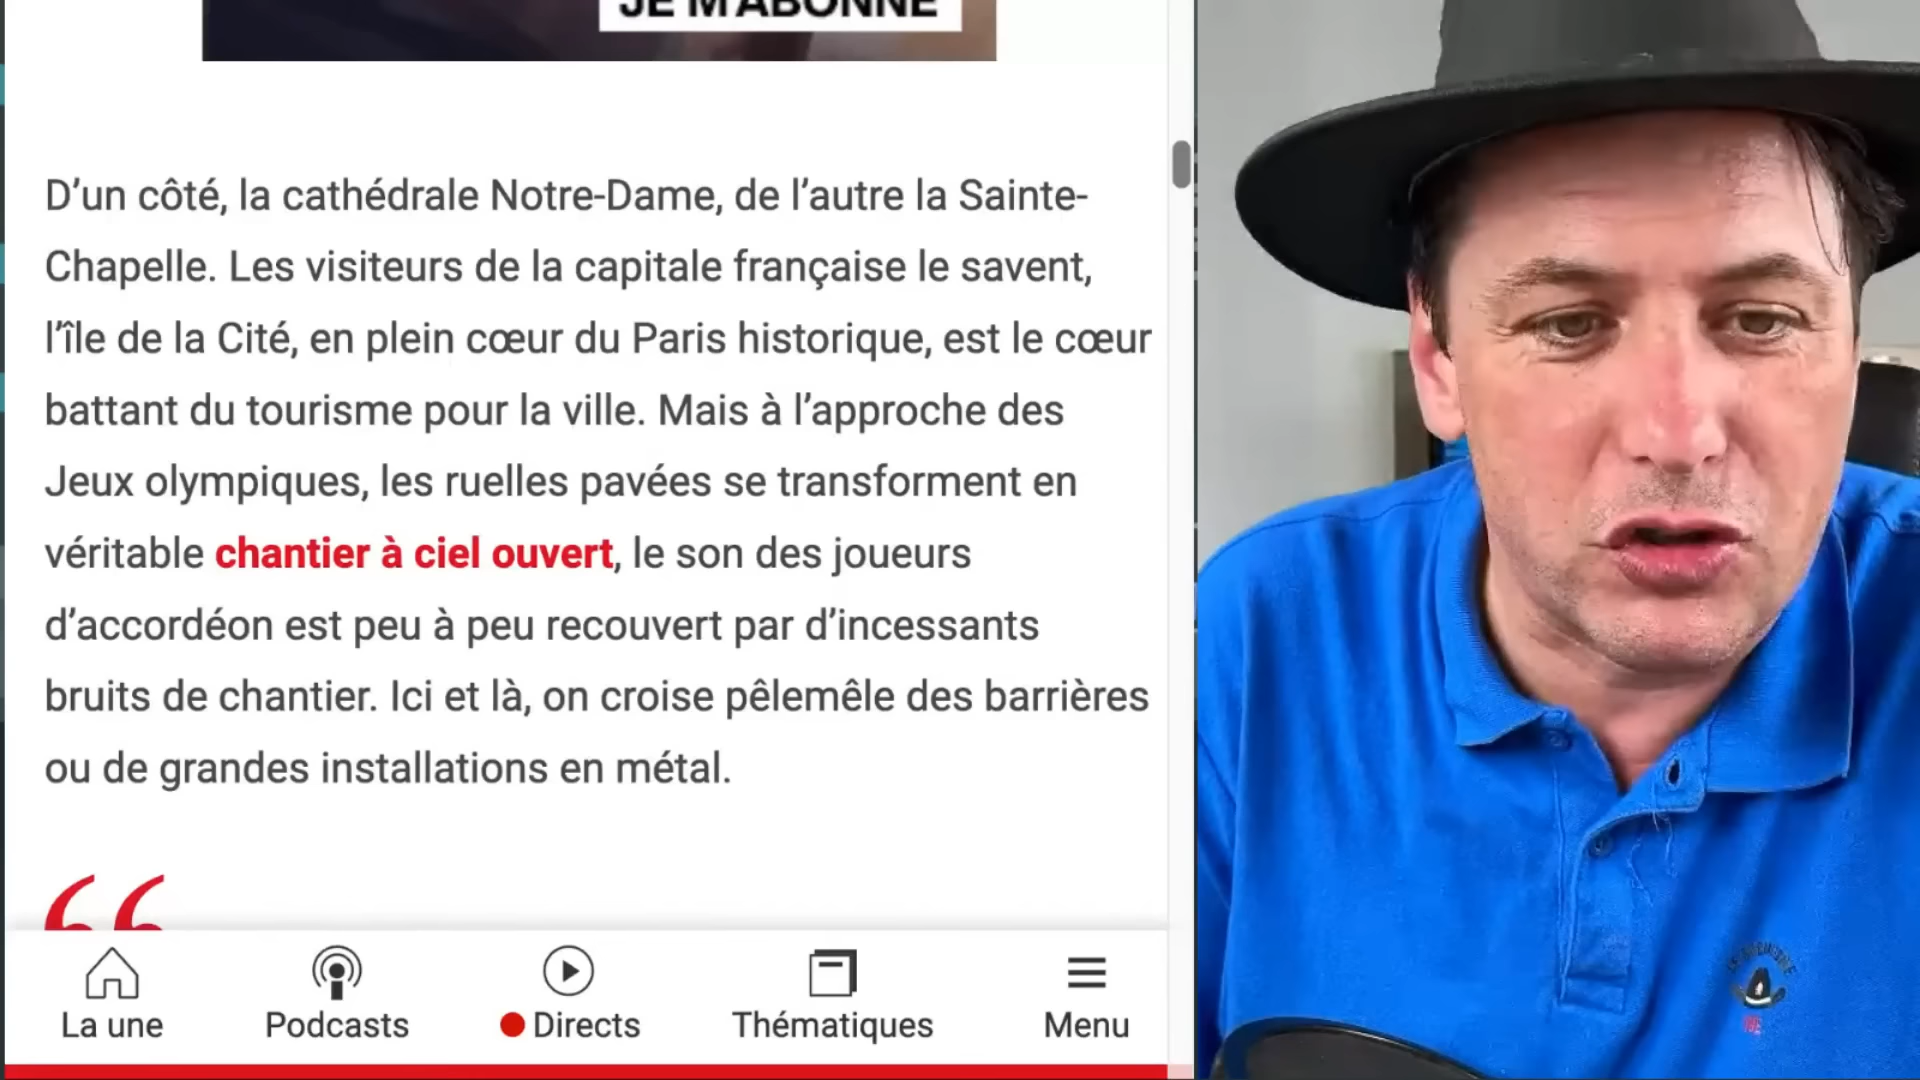 JE M'ABONNE
D’un côté, la cathédrale Notre-Dame, de l’autre la Sainte-
Chapelle. Les visiteurs de la capitale française le savent,
l’île de la Cité, en plein cœur du Paris historique, est le cœur
battant du tourisme pour la ville. Mais à l’approche des
Jeux olympiques, les ruelles pavées se transforment en
véritable chantier à ciel ouvert, le son des joueurs
d’accordéon est peu à peu recouvert par d’incessants
bruits de chantier. Ici et là, on croise pêlemêle des barrières
ou de grandes installations en métal.
“
La une
Podcasts
Directs
Thématiques
Menu